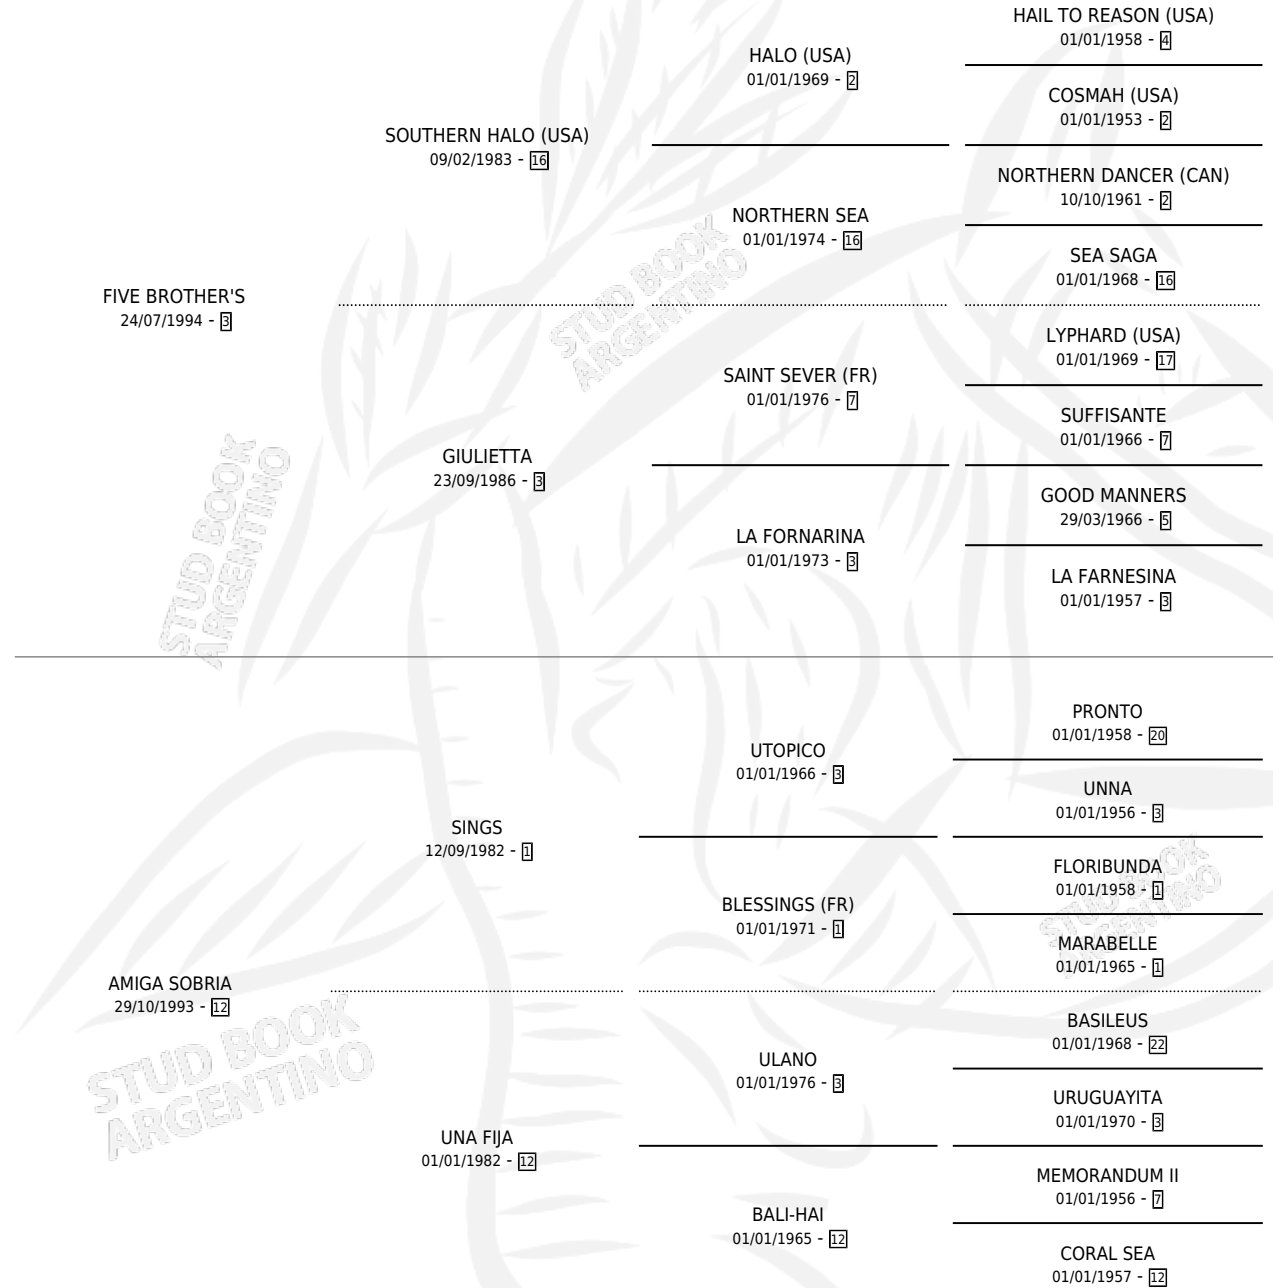 HAIL TO REASON (USA)
01/01/1958 - 4
HALO (USA)
01/01/1969 - 2
COSMAH (USA)
01/01/1953 - 2
SOUTHERN HALO (USA)
09/02/1983 - 16
NORTHERN DANCER (CAN)
10/10/1961 - 2
NORTHERN SEA
01/01/1974 - 16
SEA SAGA
01/01/1968 - 16
FIVE BROTHER'S
24/07/1994 - 3
LYPHARD (USA)
01/01/1969 - 17
SAINT SEVER (FR)
01/01/1976 - 7
SUFFISANTE
01/01/1966 - 7
GIULIETTA
23/09/1986 - 3
GOOD MANNERS
29/03/1966 - 5
LA FORNARINA
01/01/1973 - 3
LA FARNESINA
01/01/1957 - 3
PRONTO
01/01/1958 - 20
UTOPICO
01/01/1966 - 3
UNNA
01/01/1956 - 3
SINGS
12/09/1982 - 1
FLORIBUNDA
01/01/1958 - 1
BLESSINGS (FR)
01/01/1971 - 1
MARABELLE
01/01/1965 - 1
AMIGA SOBRIA
29/10/1993 - 12
BASILEUS
01/01/1968 - 22
ULANO
01/01/1976 - 3
URUGUAYITA
01/01/1970 - 3
UNA FIJA
01/01/1982 - 12
MEMORANDUM II
01/01/1956 - 7
BALI-HAI
01/01/1965 - 12
CORAL SEA
01/01/1957 - 12
STUD BOOK
ARGENTINO
STUD BOOK
ARGENTINO
STUD BOOK
ARGENTINO
STUD BOOK
ARGENTINO